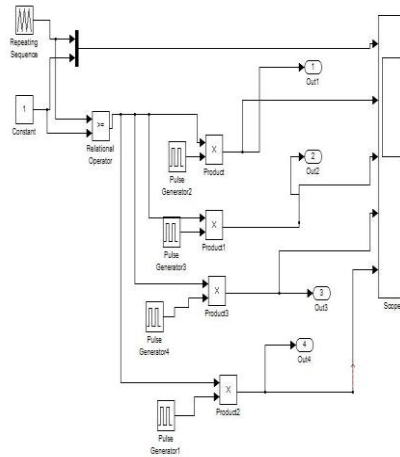 Repeating
Sequence
1
Constant
>=
Relational
Operator
1
Out1
X
Product
Pulse
Generator2
2
Out2
X
Product1
Pulse
Generator3
X
Product3
3
Out3
Pulse
Generator4
Scope
4
Out4
X
Product2
Pulse
Generator1